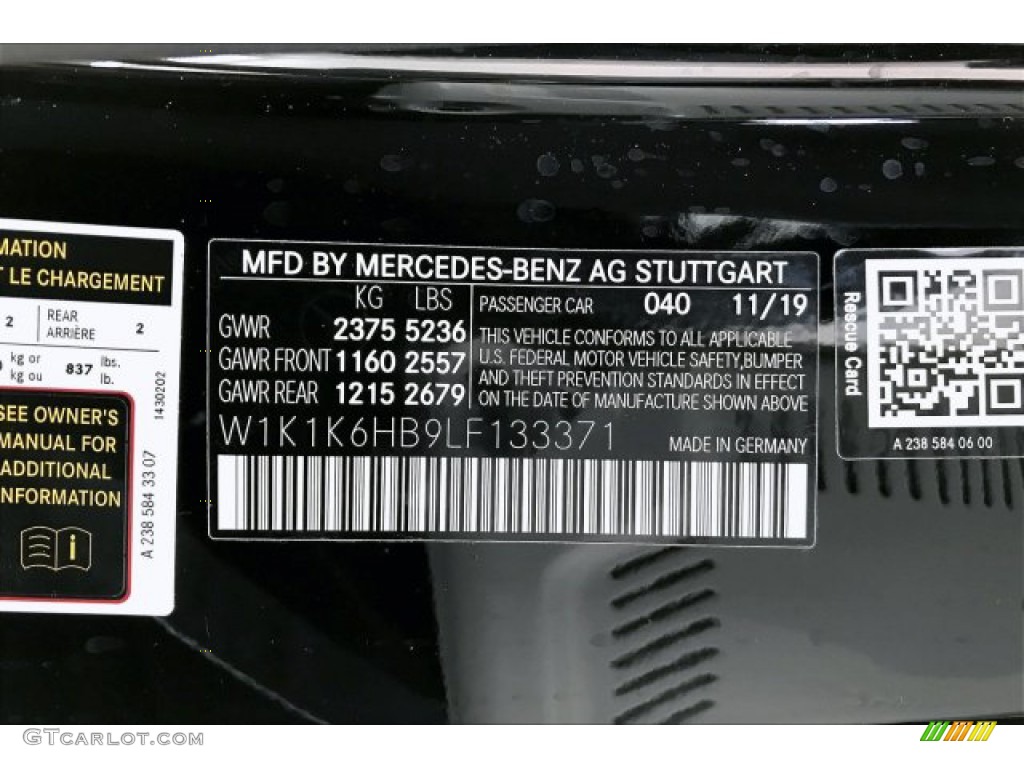 MATION
T LE CHARGEMENT
2 REAR ARRIÈRE 2
kg or kg ou 837 lbs. lb.
SEE OWNER'S
MANUAL FOR
ADDITIONAL
INFORMATION
1430202
A 238 584 33 07
MFD BY MERCEDES-BENZ AG STUTTGART
KG LBS
GVWR 2375 5236
GAWR FRONT 1160 2557
GAWR REAR 1215 2679
PASSENGER CAR 040 11/19
THIS VEHICLE CONFORMS TO ALL APPLICABLE
U.S. FEDERAL MOTOR VEHICLE SAFETY,BUMPER
AND THEFT PREVENTION STANDARDS IN EFFECT
ON THE DATE OF MANUFACTURE SHOWN ABOVE
W1K1K6HB9LF133371
MADE IN GERMANY
Rescue Card
A 238 584 06 00
GTCARLOT.COM